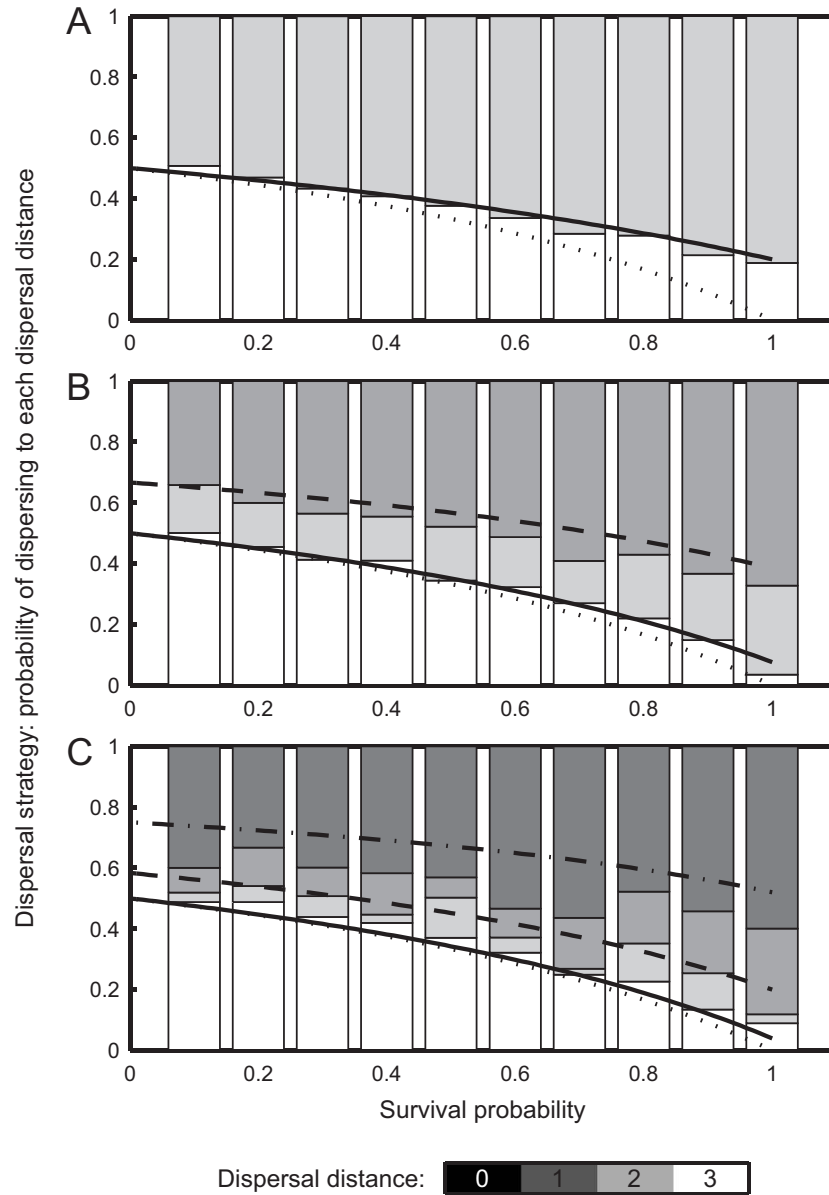 Dispersal strategy: probability of dispersing to each dispersal distance
A
1
0.8
0.6
0.4
0.2
0
0 0.2 0.4 0.6 0.8 1
B
1
0.8
0.6
0.4
0.2
0
0 0.2 0.4 0.6 0.8 1
C
1
0.8
0.6
0.4
0.2
0
0 0.2 0.4 0.6 0.8 1
Survival probability
Dispersal distance: 0 1 2 3